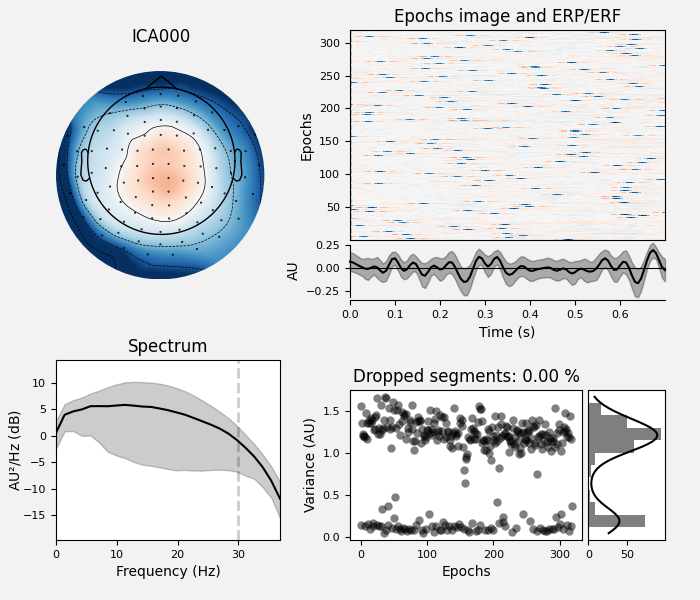 ICA000
Epochs image and ERP/ERF
300
250
200
150
100
50
Epochs
0.25
0.00
−0.25
AU
0.0 0.1 0.2 0.3 0.4 0.5 0.6
Time (s)
Spectrum
10
5
0
−5
−10
−15
AU²/Hz (dB)
0 10 20 30
Frequency (Hz)
Dropped segments: 0.00 %
1.5
1.0
0.5
0.0
Variance (AU)
0 100 200 300
Epochs
0 50